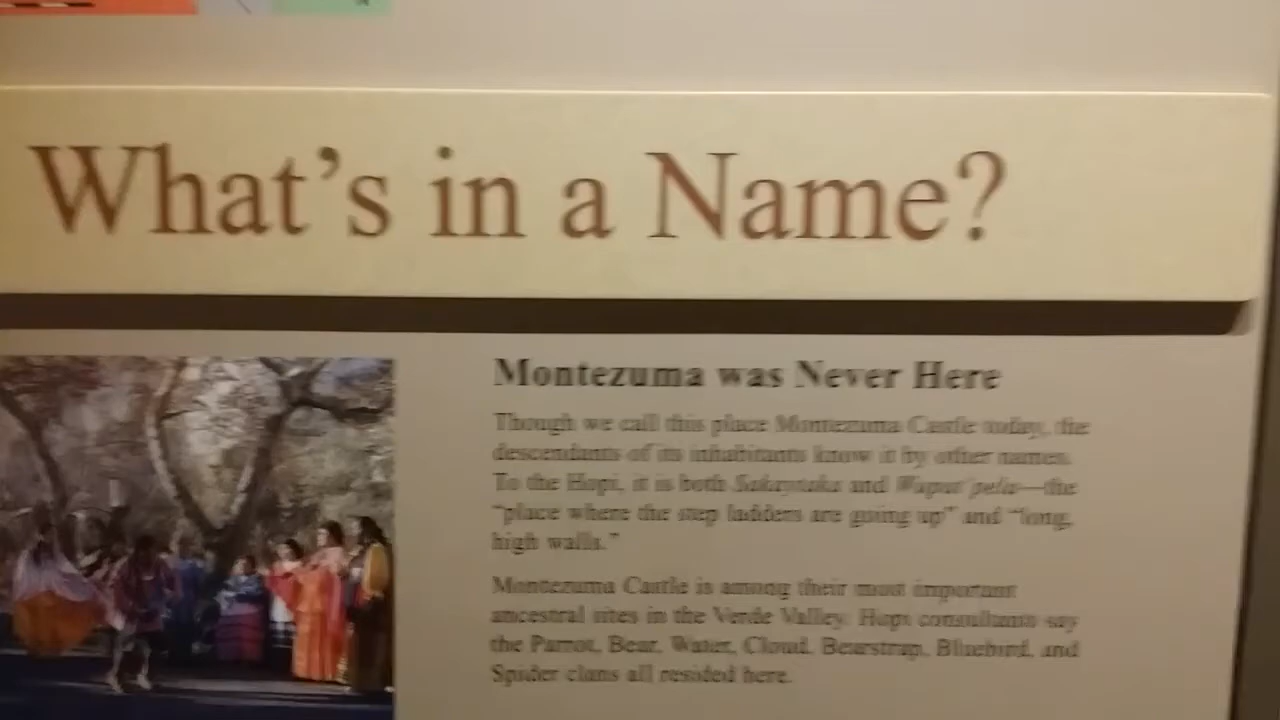 What's in a Name?
Montezuma was Never Here
Though we call this place Montezuma Castle today, the
descendants of its inhabitants know it by other names.
To the Hopi, it is both Sakaytaka and Wupat'pela—the
"place where the step ladders are going up" and "long,
high walls."
Montezuma Castle is among their most important
ancestral sites in the Verde Valley. Hopi consultants say
the Parrot, Bear, Water, Cloud, Bearstrap, Bluebird, and
Spider clans all resided here.